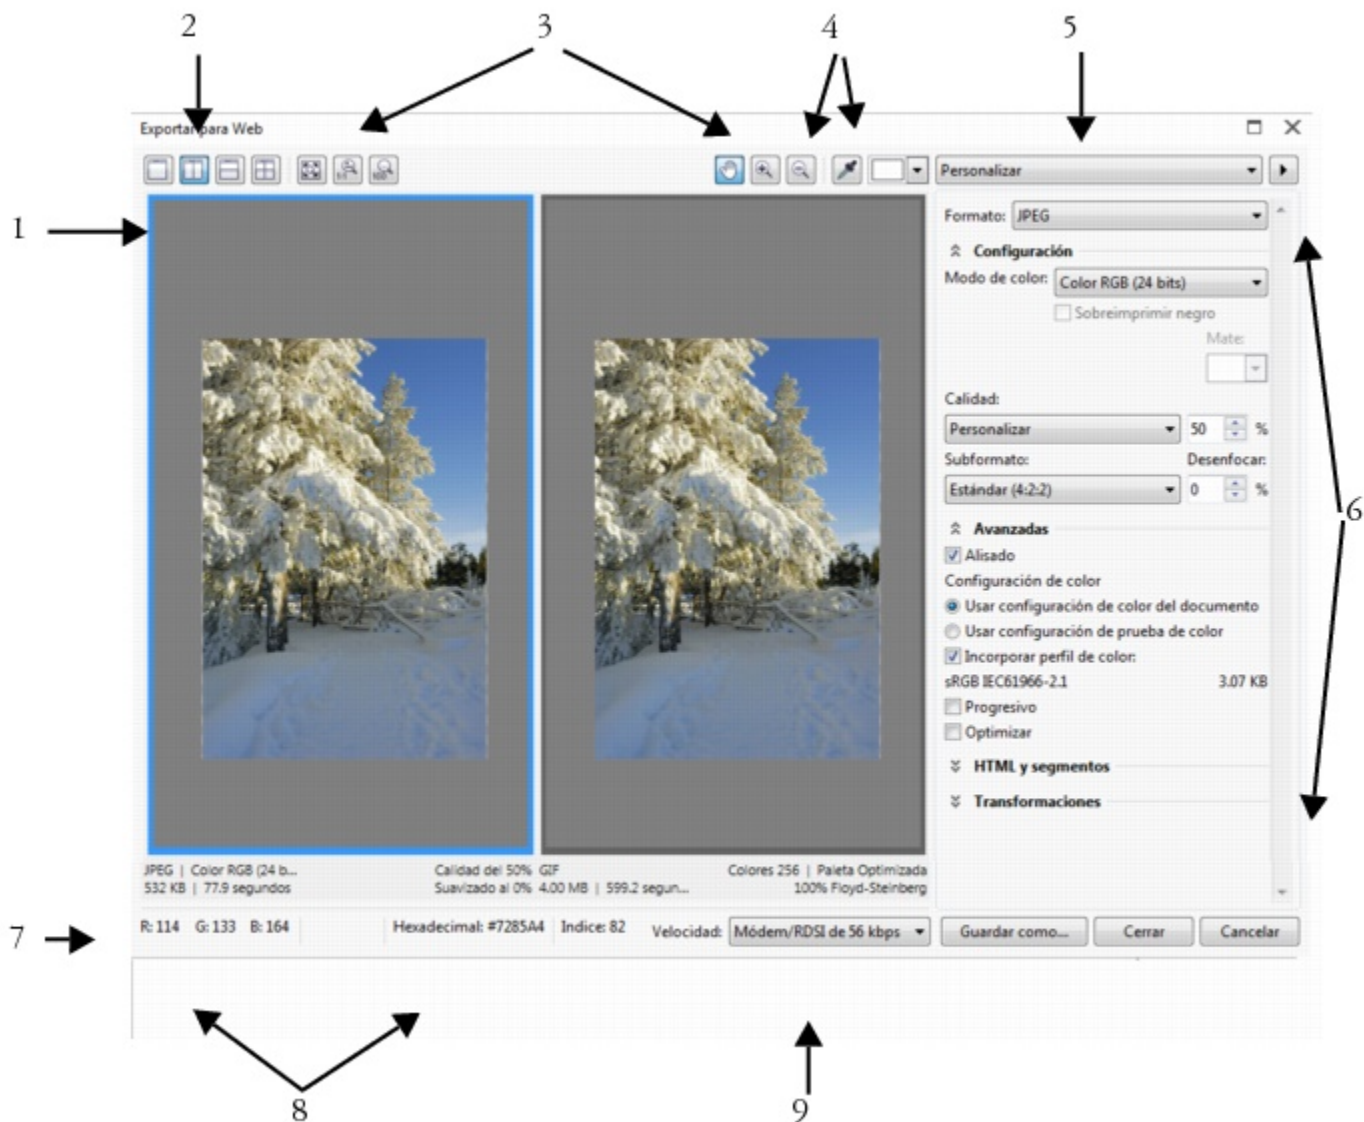 2 3 4 5
Exportar para Web
Personalizar
1
Formato: JPEG
Configuración
Modo de color: Color RGB (24 bits)
Sobreimprimir negro
Mate:
Calidad:
Personalizar 50 %
Subformato: Desenfocar:
Estándar (4:2:2) 0 %
6
Avanzadas
Alisado
Configuración de color
Usar configuración de color del documento
Usar configuración de prueba de color
Incorporar perfil de color:
sRGB IEC61966-2.1 3.07 KB
Progresivo
Optimizar
HTML y segmentos
Transformaciones
JPEG | Color RGB (24 b... Calidad del 50% GIF Colores 256 | Paleta Optimizada
532 KB | 77.9 segundos Suavizado al 0% 4.00 MB | 599.2 segun... 100% Floyd-Steinberg
7
R: 114 G: 133 B: 164 Hexadecimal: #7285A4 Indice: 82 Velocidad: Módem/RDSI de 56 kbps Guardar como... Cerrar Cancelar
8 9